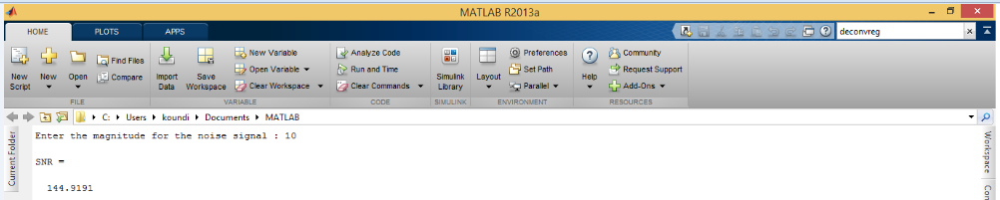 MATLAB R2013a
HOME PLOTS APPS
deconvreg
New Script
New
Open
Find Files
Compare
Import Data
Save Workspace
New Variable
Open Variable
Clear Workspace
Analyze Code
Run and Time
Clear Commands
Simulink Library
Layout
Preferences
Set Path
Parallel
Help
Community
Request Support
Add-Ons
FILE VARIABLE CODE SIMULINK ENVIRONMENT RESOURCES
C: Users koundi Documents MATLAB
Current Folder
Enter the magnitude for the noise signal : 10
SNR =
144.9191
Workspace
Con